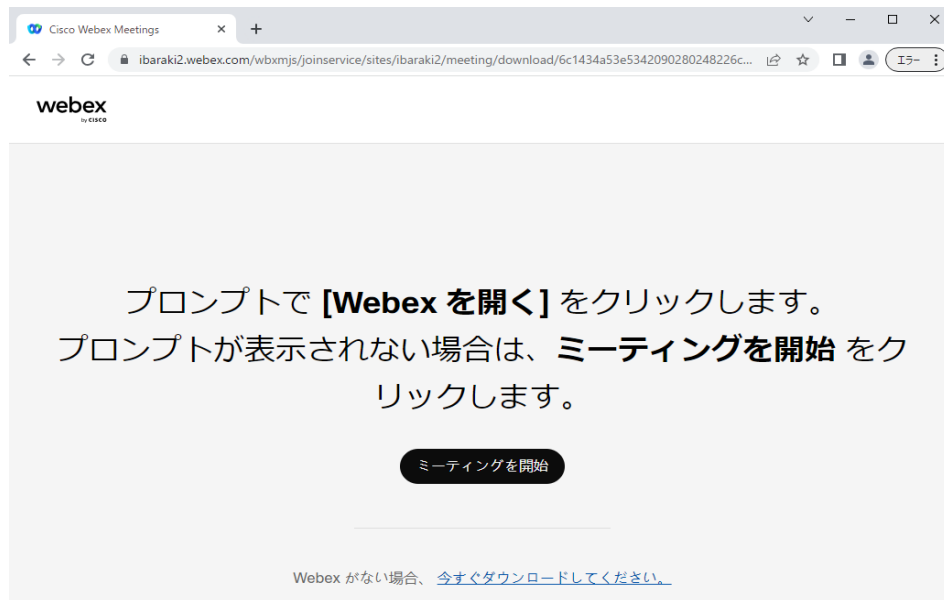 Cisco Webex Meetings
ibaraki2.webex.com/wbxmjs/joinservice/sites/ibaraki2/meeting/download/6c1434a53e5342090280248226c...
エラー
webex
by CISCO
プロンプトで [Webex を開く] をクリックします。
プロンプトが表示されない場合は、ミーティングを開始 をク
リックします。
ミーティングを開始
Webex がない場合、 今すぐダウンロードしてください。